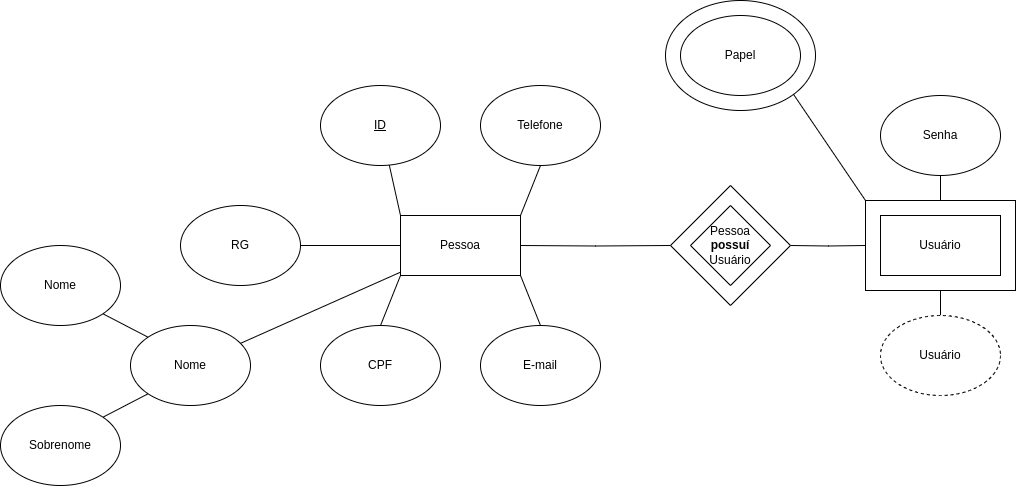 Papel
ID
Telefone
Senha
RG
Pessoa
Pessoa
possuí
Usuário
Usuário
Nome
Nome
CPF
E-mail
Usuário
Sobrenome